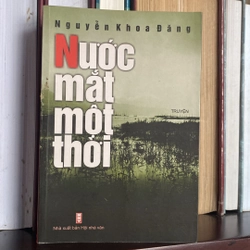 Nguyễn Khoa Đăng
Nước
mắt
một
thời
TRUYỆN
Nhà xuất bản Hội nhà văn